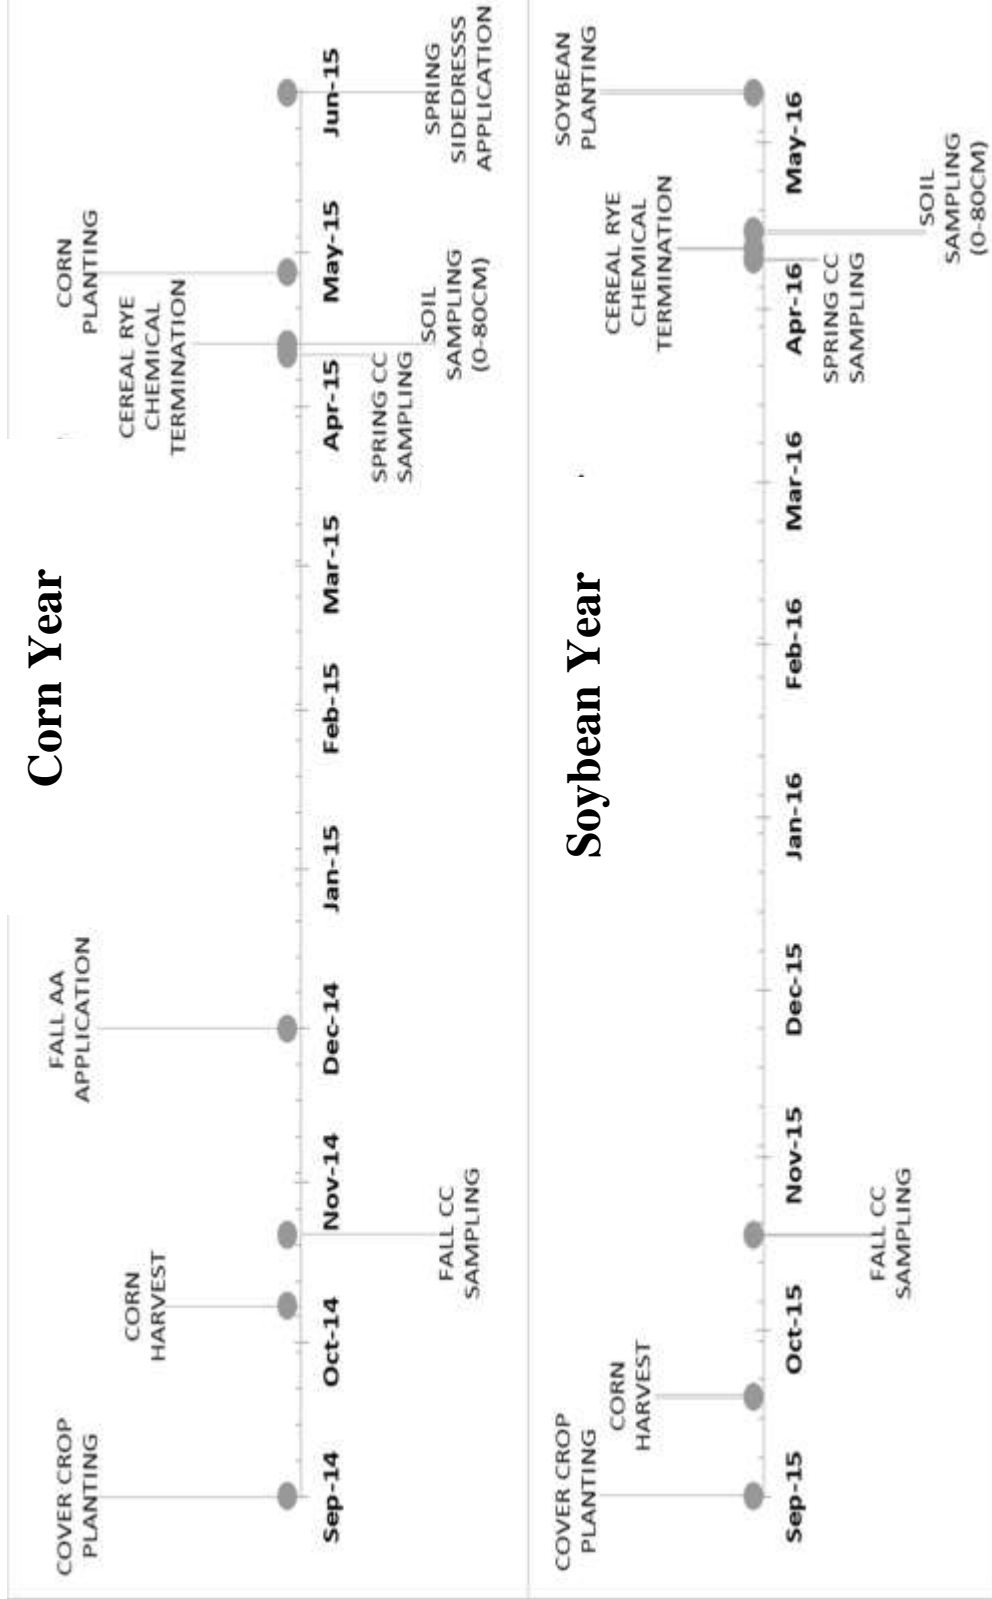 Corn Year
COVER CROP
PLANTING
CORN
HARVEST
FALL AA
APPLICATION
CEREAL RYE
CHEMICAL
TERMINATION
CORN
PLANTING
Sep-14
Oct-14
Nov-14
Dec-14
Jan-15
Feb-15
Mar-15
Apr-15
May-15
Jun-15
FALL CC
SAMPLING
SPRING CC
SAMPLING
SOIL
SAMPLING
(0-80CM)
SPRING
SIDEDRESSS
APPLICATION
Soybean Year
COVER CROP
PLANTING
CORN
HARVEST
CEREAL RYE
CHEMICAL
TERMINATION
SOYBEAN
PLANTING
Sep-15
Oct-15
Nov-15
Dec-15
Jan-16
Feb-16
Mar-16
Apr-16
May-16
FALL CC
SAMPLING
SPRING CC
SAMPLING
SOIL
SAMPLING
(0-80CM)